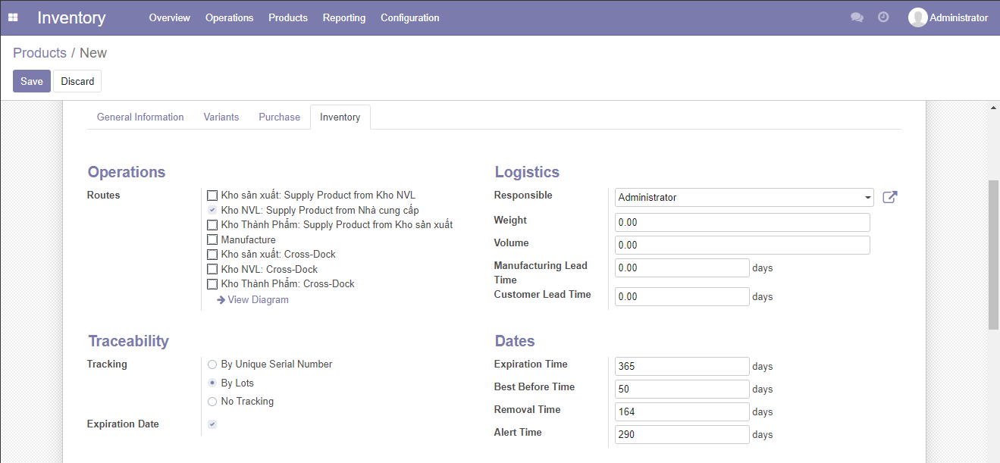 Inventory Overview Operations Products Reporting Configuration Administrator
Products / New
Save Discard
General Information Variants Purchase Inventory
Operations
Routes
Kho sản xuất: Supply Product from Kho NVL
Kho NVL: Supply Product from Nhà cung cấp
Kho Thành Phẩm: Supply Product from Kho sản xuất
Manufacture
Kho sản xuất: Cross-Dock
Kho NVL: Cross-Dock
Kho Thành Phẩm: Cross-Dock
View Diagram
Logistics
Responsible Administrator
Weight 0.00
Volume 0.00
Manufacturing Lead Time 0.00 days
Customer Lead Time 0.00 days
Traceability
Tracking
By Unique Serial Number
By Lots
No Tracking
Expiration Date
Dates
Expiration Time 365 days
Best Before Time 50 days
Removal Time 164 days
Alert Time 290 days